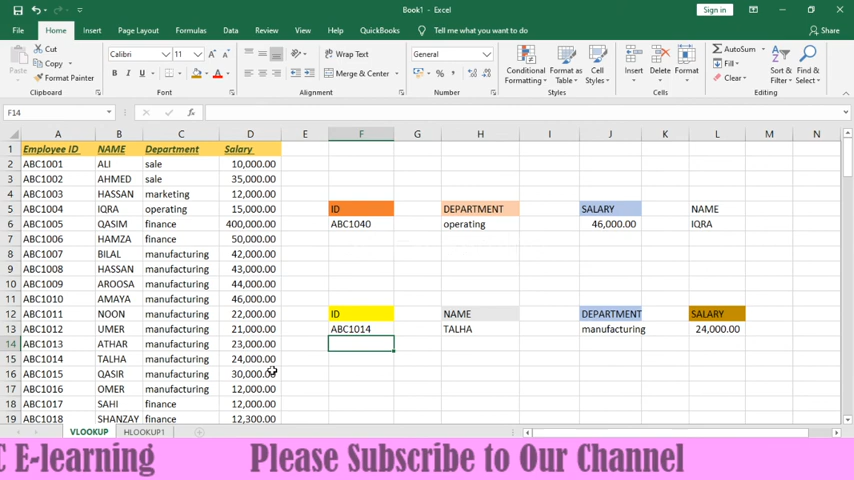 Book1 - Excel
Sign in
File Home Insert Page Layout Formulas Data Review View Help QuickBooks Tell me what you want to do Share
Cut
Copy
Format Painter
Paste
Clipboard
Calibri 11
B I U
Font
Wrap Text
Merge & Center
Alignment
General
$ % ,
Number
Conditional Formatting
Format as Table
Cell Styles
Styles
Insert Delete Format
Cells
AutoSum
Fill
Clear
Sort & Filter
Find & Select
Editing
F14
fx
A B C D E F G H I J K L M N
1 Employee ID NAME Department Salary
2 ABC1001 ALI sale 10,000.00
3 ABC1002 AHMED sale 35,000.00
4 ABC1003 HASSAN marketing 12,000.00
5 ABC1004 IQRA operating 15,000.00 ID DEPARTMENT SALARY NAME
6 ABC1005 QASIM finance 400,000.00 ABC1040 operating 46,000.00 IQRA
7 ABC1006 HAMZA finance 50,000.00
8 ABC1007 BILAL manufacturing 42,000.00
9 ABC1008 HASSAN manufacturing 43,000.00
10 ABC1009 AROOSA manufacturing 44,000.00
11 ABC1010 AMAYA manufacturing 46,000.00
12 ABC1011 NOON manufacturing 22,000.00 ID NAME DEPARTMENT SALARY
13 ABC1012 UMER manufacturing 21,000.00 ABC1014 TALHA manufacturing 24,000.00
14 ABC1013 ATHAR manufacturing 23,000.00
15 ABC1014 TALHA manufacturing 24,000.00
16 ABC1015 QASIR manufacturing 30,000.00
17 ABC1016 OMER manufacturing 12,000.00
18 ABC1017 SAHI finance 12,000.00
19 ABC1018 SHANZAY finance 12,300.00
VLOOKUP HLOOKUP1
C E-learning Please Subscribe to Our Channel